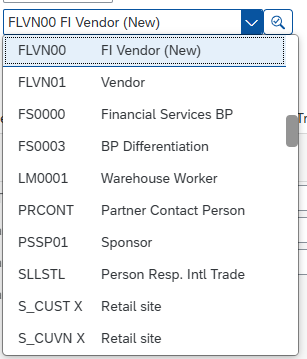 FLVN00 FI Vendor (New)
FLVN00 FI Vendor (New)
FLVN01 Vendor
FS0000 Financial Services BP
FS0003 BP Differentiation
LM0001 Warehouse Worker
PRCONT Partner Contact Person
PSSP01 Sponsor
SLLSTL Person Resp. Intl Trade
S_CUST X Retail site
S_CUVN X Retail site